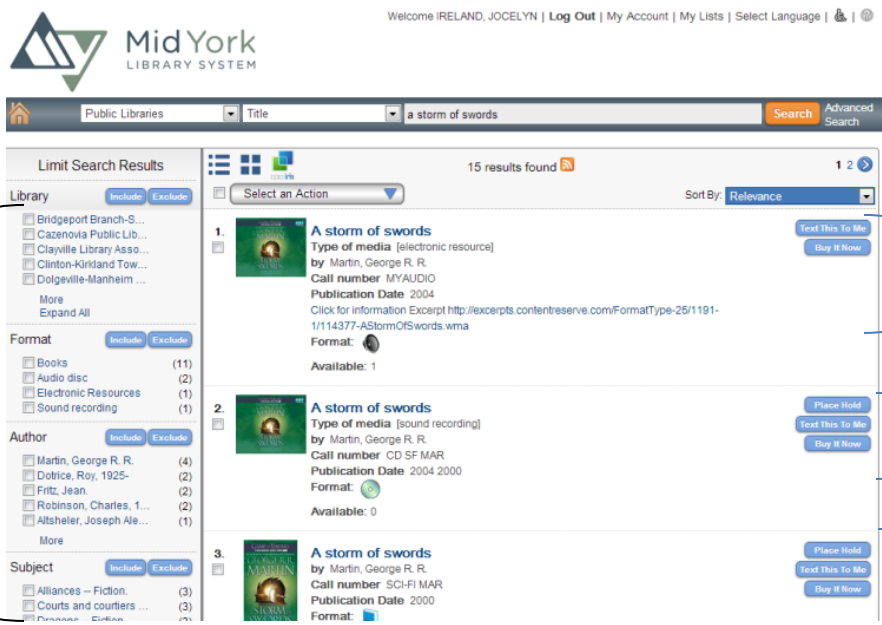 Welcome IRELAND, JOCELYN | Log Out | My Account | My Lists | Select Language |
Mid York
LIBRARY SYSTEM
Public Libraries Title a storm of swords Search Advanced Search
Limit Search Results
Library Include Exclude
Bridgeport Branch-S...
Cazenovia Public Lib...
Clayville Library Asso...
Clinton-Kirkland Tow...
Dolgeville-Manheim ...
More
Expand All
Format Include Exclude
Books (11)
Audio disc (2)
Electronic Resources (1)
Sound recording (1)
Author Include Exclude
Martin, George R. R. (4)
Dotrice, Roy, 1925- (2)
Fritz, Jean. (2)
Robinson, Charles, 1... (2)
Altsheler, Joseph Ale... (1)
More
Subject Include Exclude
Alliances -- Fiction. (3)
Courts and courtiers ... (3)
Dragons -- Fiction
15 results found
1 2
Select an Action
Sort By: Relevance
1.
A storm of swords
Type of media [electronic resource]
by Martin, George R. R.
Call number MYAUDIO
Publication Date 2004
Click for information Excerpt http://excerpts.contentreserve.com/FormatType-25/1191-
1/114377-AStormOfSwords.wma
Format:
Available: 1
Text This To Me
Buy It Now
2.
A storm of swords
Type of media [sound recording]
by Martin, George R. R.
Call number CD SF MAR
Publication Date 2004 2000
Format:
Available: 0
Place Hold
Text This To Me
Buy It Now
3.
GEORGE R.R.
MARTIN
STORM
SWORDS
A storm of swords
by Martin, George R. R.
Call number SCI-FI MAR
Publication Date 2000
Format:
Place Hold
Text This To Me
Buy It Now